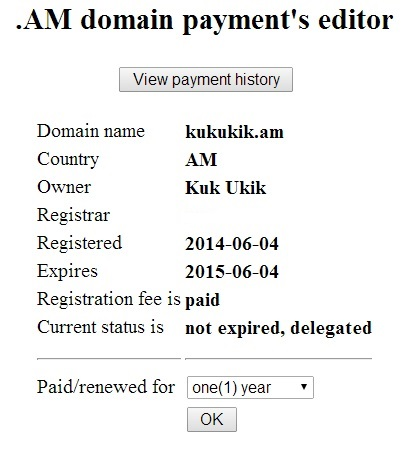 .AM domain payment's editor
View payment history
Domain name kukukik.am
Country AM
Owner Kuk Ukik
Registrar
Registered 2014-06-04
Expires 2015-06-04
Registration fee is paid
Current status is not expired, delegated
Paid/renewed for one(1) year
OK